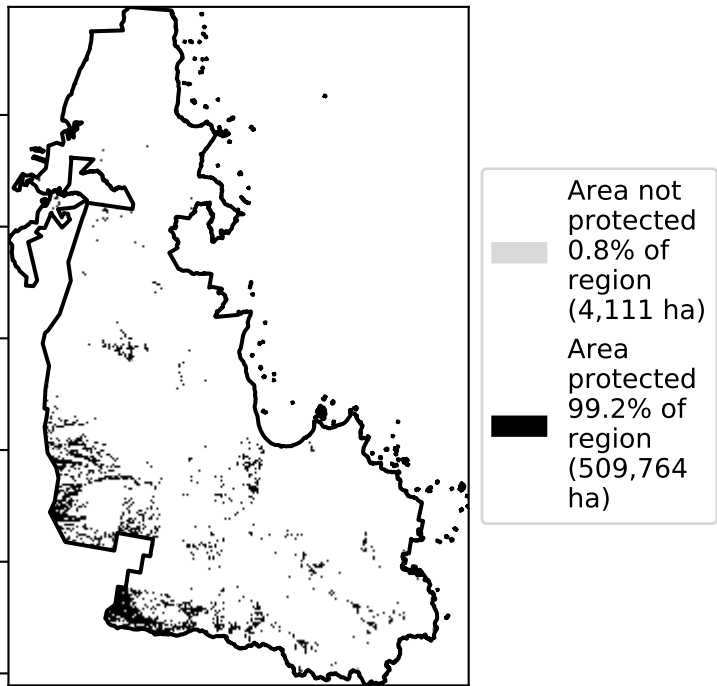 Area not
protected
0.8% of
region
(4,111 ha)
Area
protected
99.2% of
region
(509,764
ha)